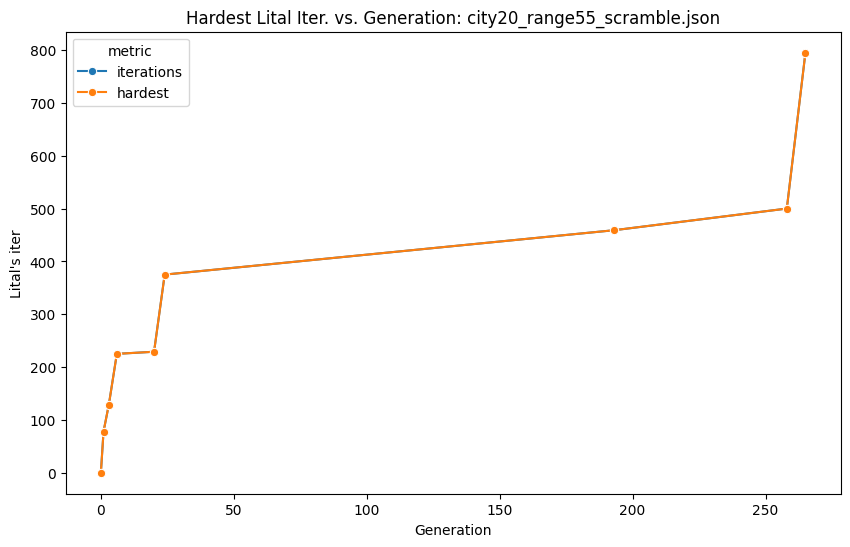 Hardest Lital Iter. vs. Generation: city20_range55_scramble.json
metric
iterations
hardest
800
700
600
500
400
300
200
100
0
Lital's iter
0 50 100 150 200 250
Generation